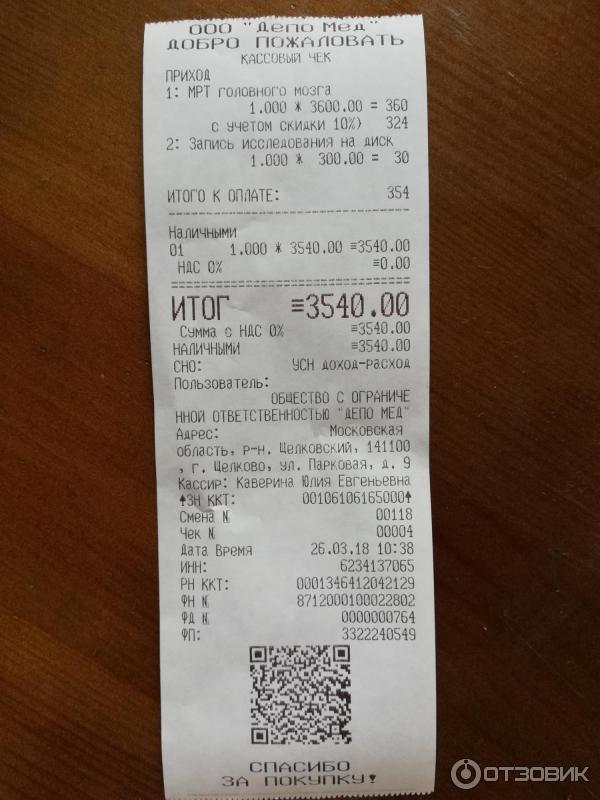 ООО "Депо Мед"
ДОБРО ПОЖАЛОВАТЬ
КАССОВЫЙ ЧЕК
ПРИХОД
1: МРТ головного мозга
1.000 * 3600.00 = 360
с учетом скидки 10%) 324
2: Запись исследования на диск
1.000 * 300.00 = 30
ИТОГО К ОПЛАТЕ: 354
Наличными
01 1.000 * 3540.00 ≡3540.00
НДС 0% ≡0.00
ИТОГ ≡3540.00
Сумма с НДС 0% ≡3540.00
НАЛИЧНЫМИ ≡3540.00
СНО: УСН доход-расход
Пользователь:
ОБЩЕСТВО С ОГРАНИЧЕ
ННОЙ ОТВЕТСТВЕННОСТЬЮ "ДЕПО МЕД"
Адрес: Московская
область, р-н. Щелковский, 141100
, г. Щелково, ул. Парковая, д. 9
Кассир: Каверина Юлия Евгеньевна
↑ЗН ККТ: 00106106165000↑
Смена № 00118
Чек № 00004
Дата Время 26.03.18 10:38
ИНН: 6234137065
РН ККТ: 0001346412042129
ФН № 8712000100022802
ФД № 0000000764
ФП: 3322240549
СПАСИБО
ЗА ПОКУПКУ!
ОТЗОВИК